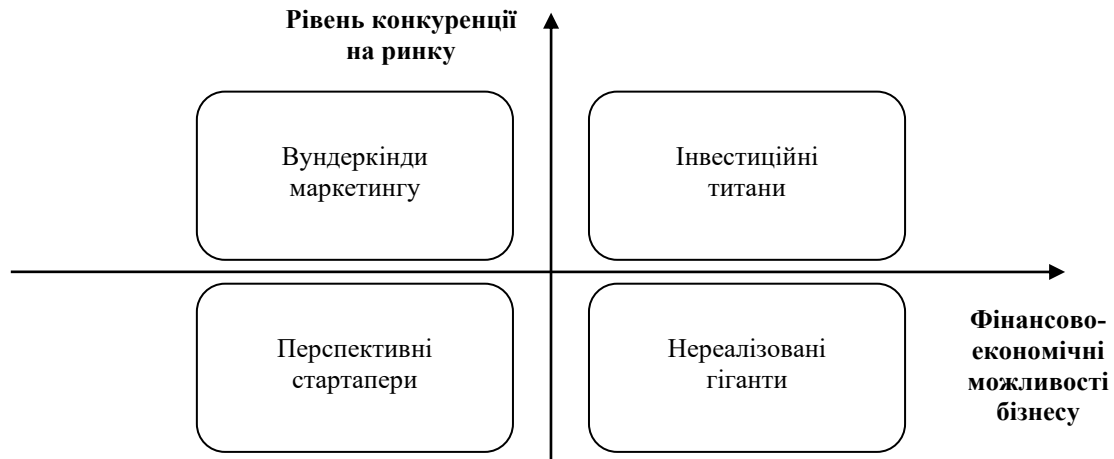 Рівень конкуренції
на ринку
Вундеркінди
маркетингу
Інвестиційні
титани
Перспективні
стартапери
Нереалізовані
гіганти
Фінансово-
економічні
можливості
бізнесу